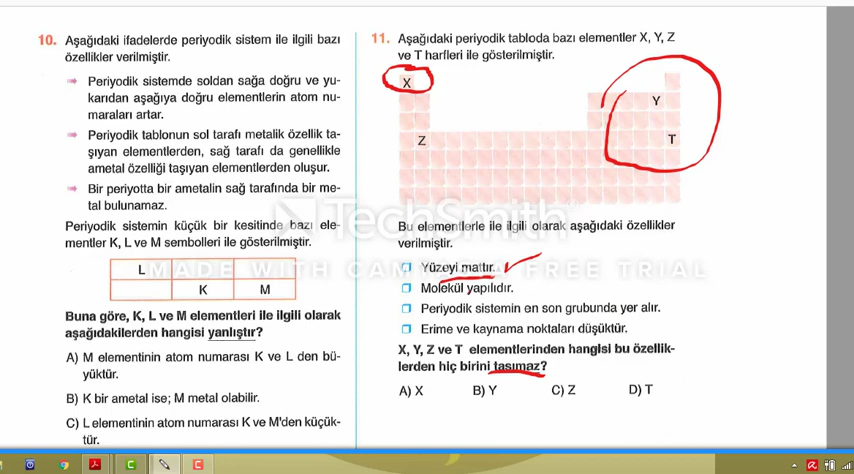 10. Aşağıdaki ifadelerde periyodik sistem ile ilgili bazı
özellikler verilmiştir.
Periyodik sistemde soldan sağa doğru ve yu-
karıdan aşağıya doğru elementlerin atom nu-
maraları artar.
Periyodik tablonun sol tarafı metalik özellik ta-
şıyan elementlerden, sağ tarafı da genellikle
ametal özelliği taşıyan elementlerden oluşur.
Bir periyotta bir ametalin sağ tarafında bir me-
tal bulunamaz.
Periyodik sistemin küçük bir kesitinde bazı ele-
mentler K, L ve M sembolleri ile gösterilmiştir.
L
K M
Buna göre, K, L ve M elementleri ile ilgili olarak
aşağıdakilerden hangisi yanlıştır?
A) M elementinin atom numarası K ve L den bü-
yüktür.
B) K bir ametal ise; M metal olabilir.
C) L elementinin atom numarası K ve M'den küçük-
tür.
11. Aşağıdaki periyodik tabloda bazı elementler X, Y, Z
ve T harfleri ile gösterilmiştir.
X
Y
Z T
Bu elementlerle ile ilgili olarak aşağıdaki özellikler
verilmiştir.
Yüzeyi mattır.
Molekül yapılıdır.
Periyodik sistemin en son grubunda yer alır.
Erime ve kaynama noktaları düşüktür.
X, Y, Z ve T elementlerinden hangisi bu özellik-
lerden hiç birini taşımaz?
A) X B) Y C) Z D) T
TechSmith
MADE WITH CAMTASIA FREE TRIAL